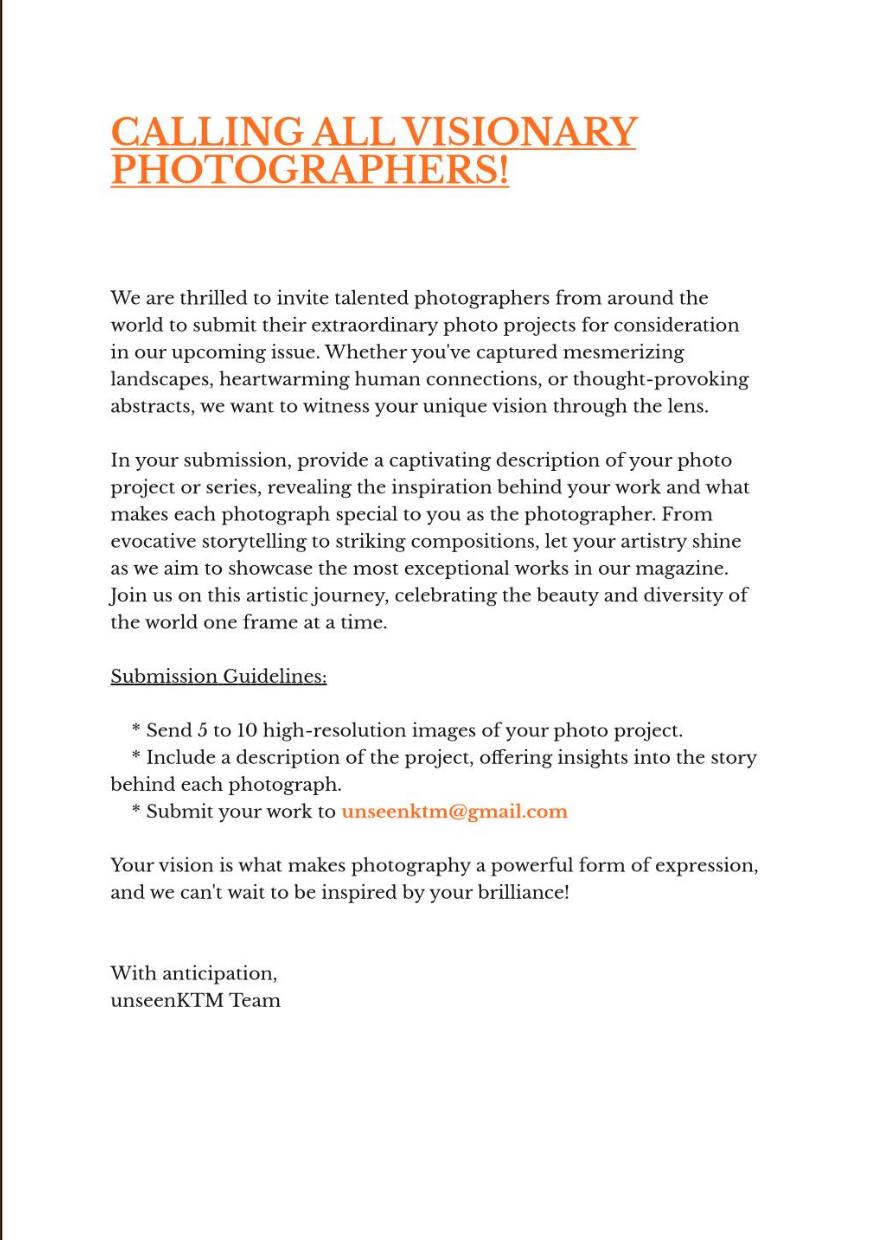 CALLING ALL VISIONARY
PHOTOGRAPHERS!
We are thrilled to invite talented photographers from around the
world to submit their extraordinary photo projects for consideration
in our upcoming issue. Whether you've captured mesmerizing
landscapes, heartwarming human connections, or thought-provoking
abstracts, we want to witness your unique vision through the lens.
In your submission, provide a captivating description of your photo
project or series, revealing the inspiration behind your work and what
makes each photograph special to you as the photographer. From
evocative storytelling to striking compositions, let your artistry shine
as we aim to showcase the most exceptional works in our magazine.
Join us on this artistic journey, celebrating the beauty and diversity of
the world one frame at a time.
Submission Guidelines:
* Send 5 to 10 high-resolution images of your photo project.
* Include a description of the project, offering insights into the story
behind each photograph.
* Submit your work to unseenktm@gmail.com
Your vision is what makes photography a powerful form of expression,
and we can't wait to be inspired by your brilliance!
With anticipation,
unseenKTM Team